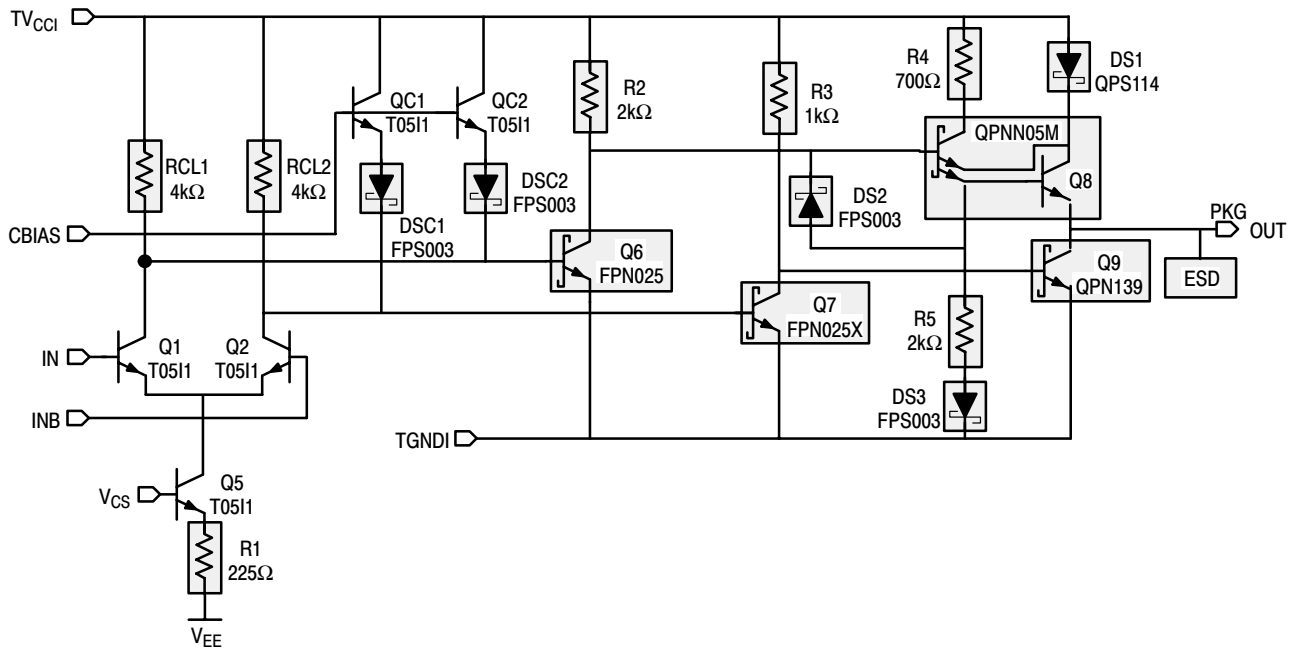 TVCCI
R4
700Ω
DS1
QPS114
R2
2kΩ
R3
1kΩ
QC1
T05I1
QC2
T05I1
QPNN05M
RCL1
4kΩ
RCL2
4kΩ
DSC1
FPS003
DSC2
FPS003
DS2
FPS003
Q8
CBIAS
PKG
OUT
Q6
FPN025
Q9
QPN139
ESD
Q7
FPN025X
R5
2kΩ
IN
Q1
T05I1
Q2
T05I1
INB
DS3
FPS003
TGNDI
VCS
Q5
T05I1
R1
225Ω
VEE